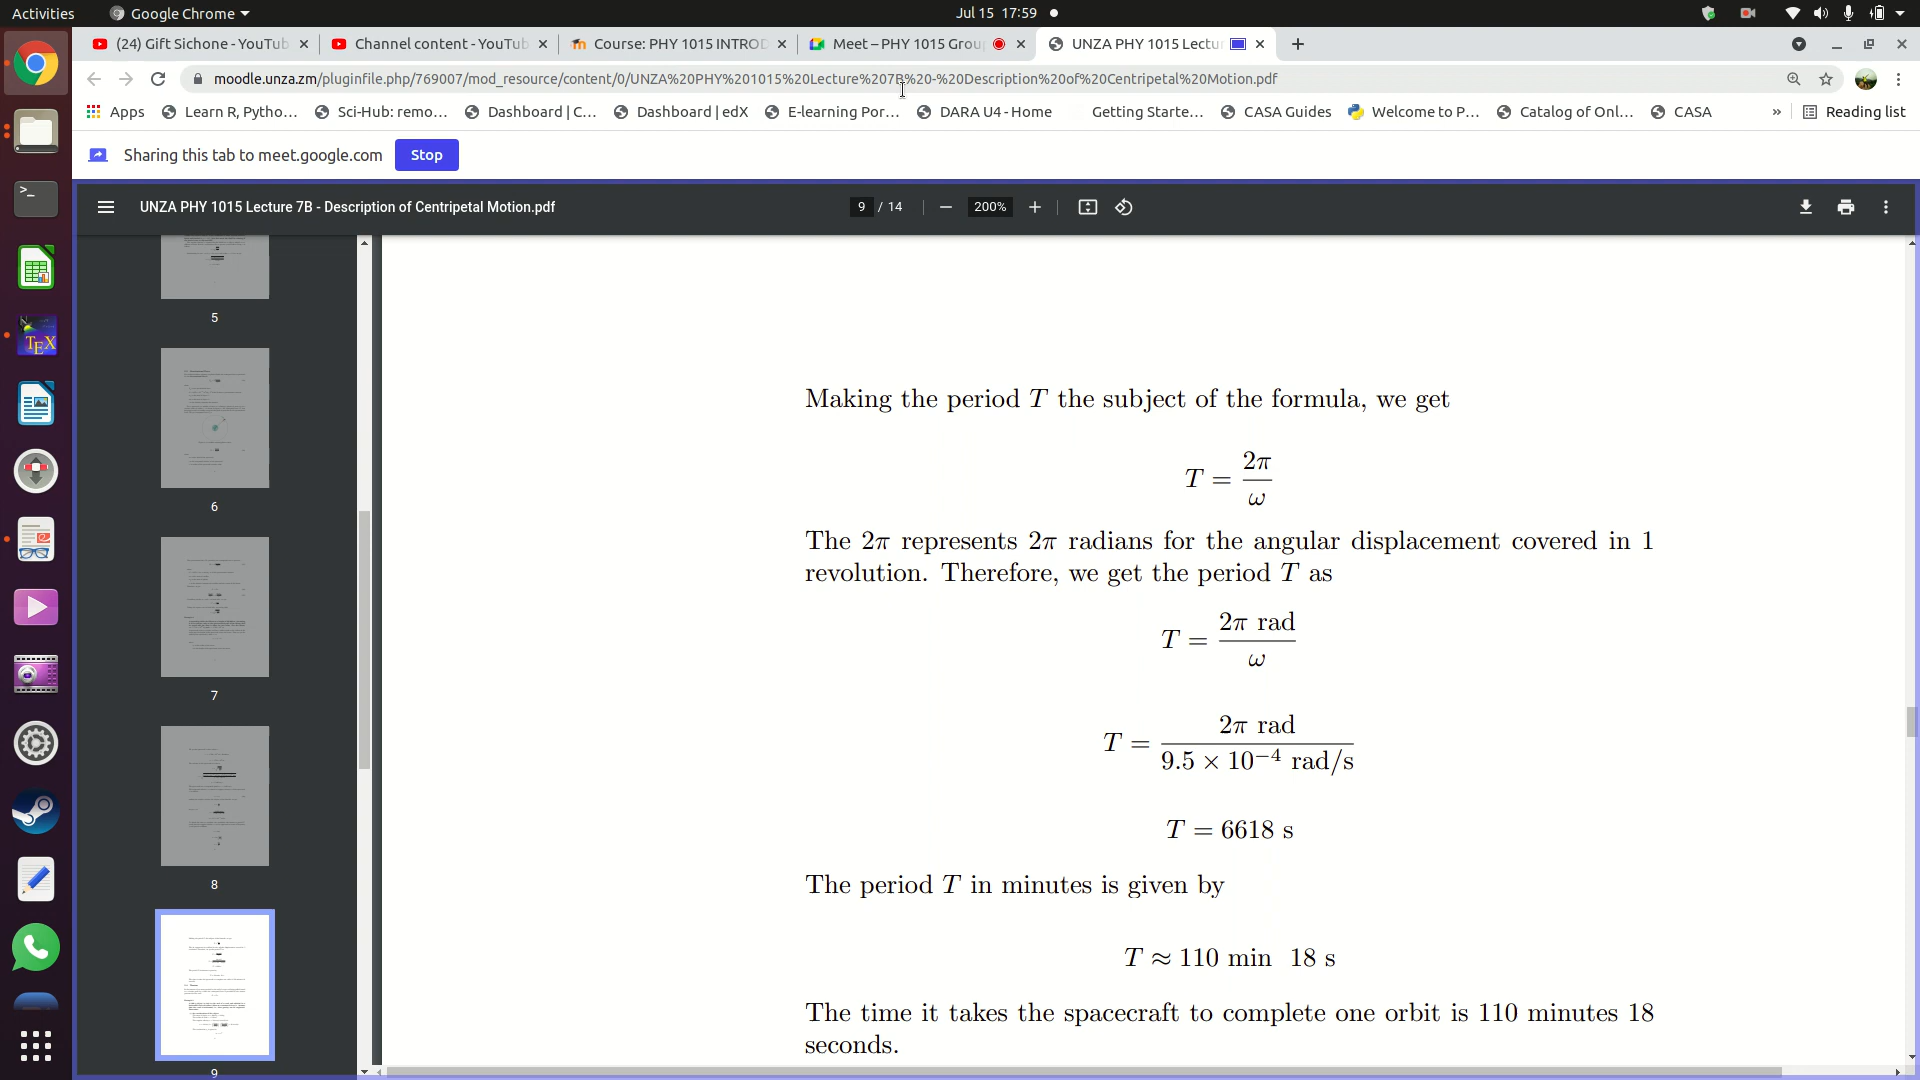 Activities
Google Chrome
Jul 15 17:59
(24) Gift Sichone - YouTub
Channel content - YouTub
Course: PHY 1015 INTROD
Meet – PHY 1015 Grou
UNZA PHY 1015 Lectur
moodle.unza.zm/pluginfile.php/769007/mod_resource/content/0/UNZA%20PHY%201015%20Lecture%207B%20-%20Description%20of%20Centripetal%20Motion.pdf
Apps
Learn R, Pytho...
Sci-Hub: remo...
Dashboard | C...
Dashboard | edX
E-learning Por...
DARA U4 - Home
Getting Starte...
CASA Guides
Welcome to P...
Catalog of Onl...
CASA
»
Reading list
Sharing this tab to meet.google.com
Stop
UNZA PHY 1015 Lecture 7B - Description of Centripetal Motion.pdf
9 / 14
200%
5
6
7
8
9
Making the period T the subject of the formula, we get
T = 2π / ω
The 2π represents 2π radians for the angular displacement covered in 1
revolution. Therefore, we get the period T as
T = 2π rad / ω
T = 2π rad / 9.5 × 10⁻⁴ rad/s
T = 6618 s
The period T in minutes is given by
T ≈ 110 min 18 s
The time it takes the spacecraft to complete one orbit is 110 minutes 18
seconds.